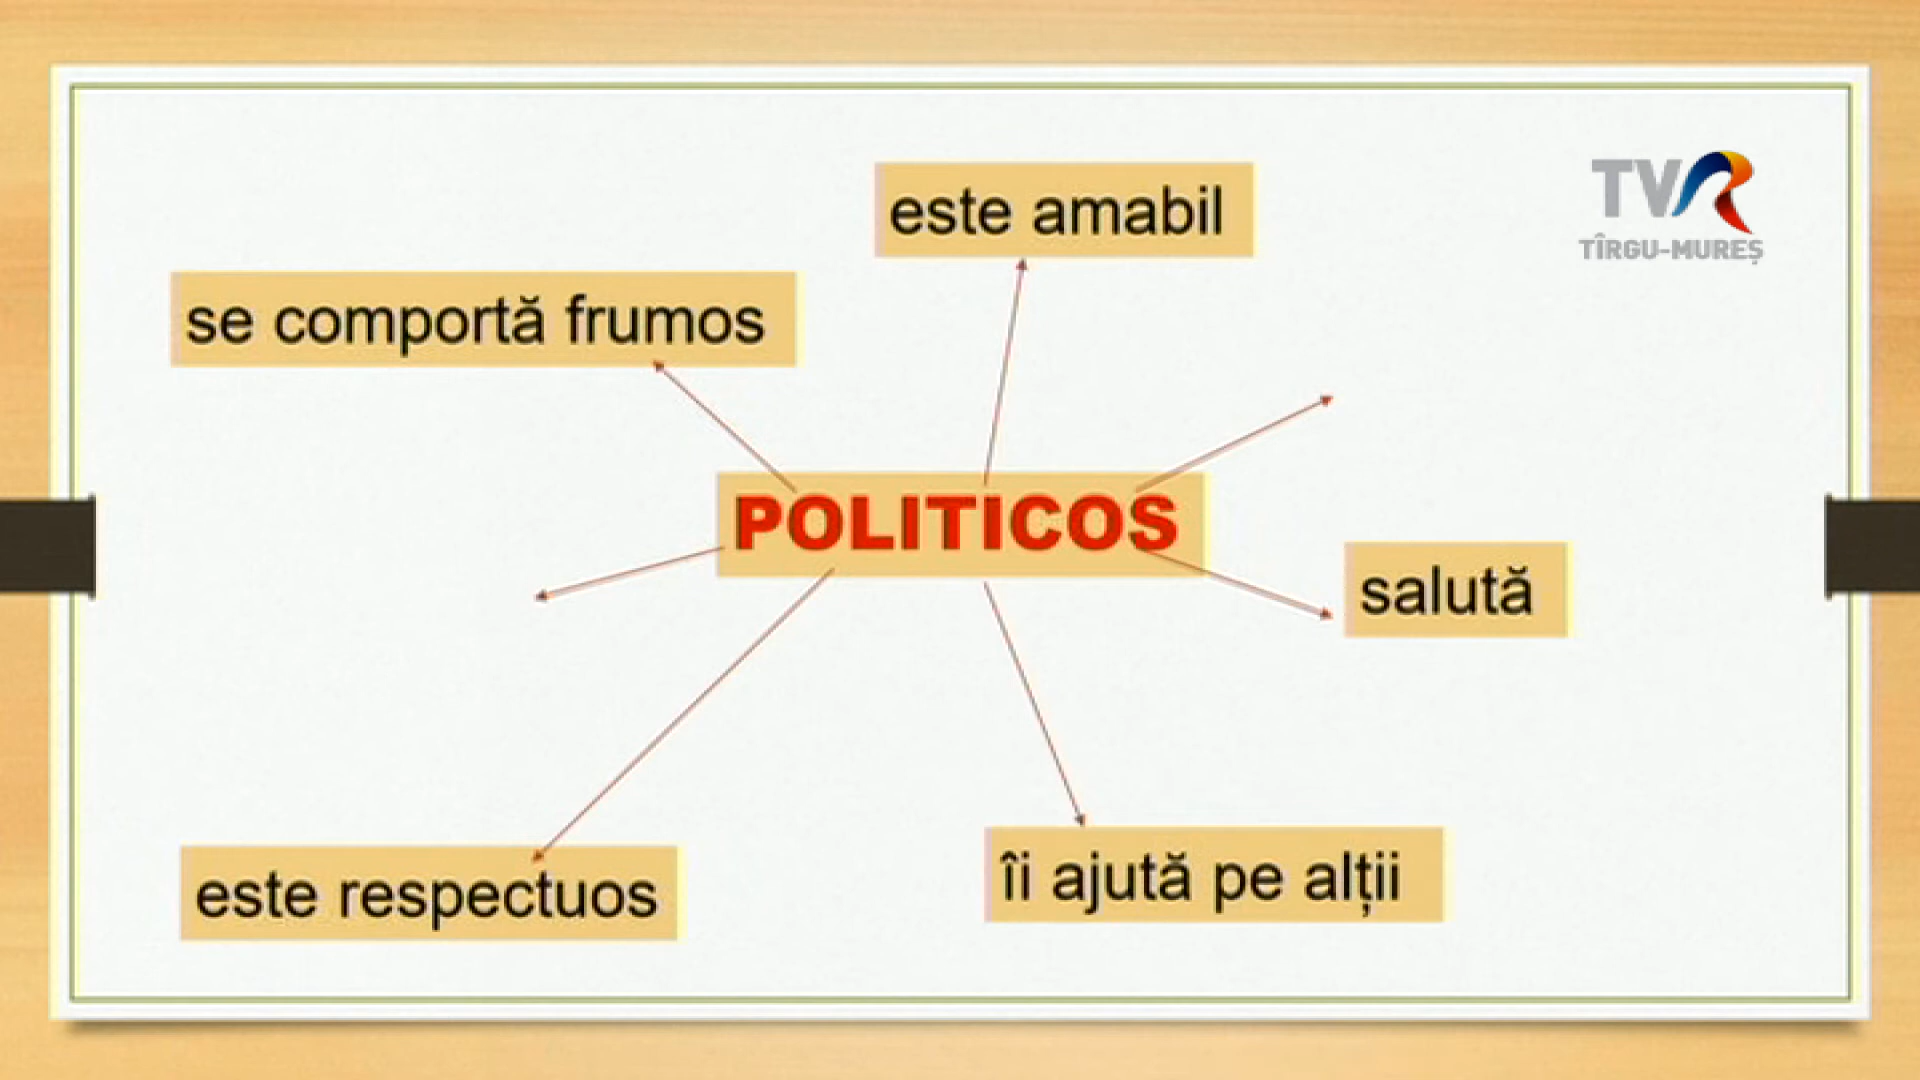 este amabil
TVR
TÎRGU-MUREȘ
se comportă frumos
POLITICOS
salută
îi ajută pe alții
este respectuos